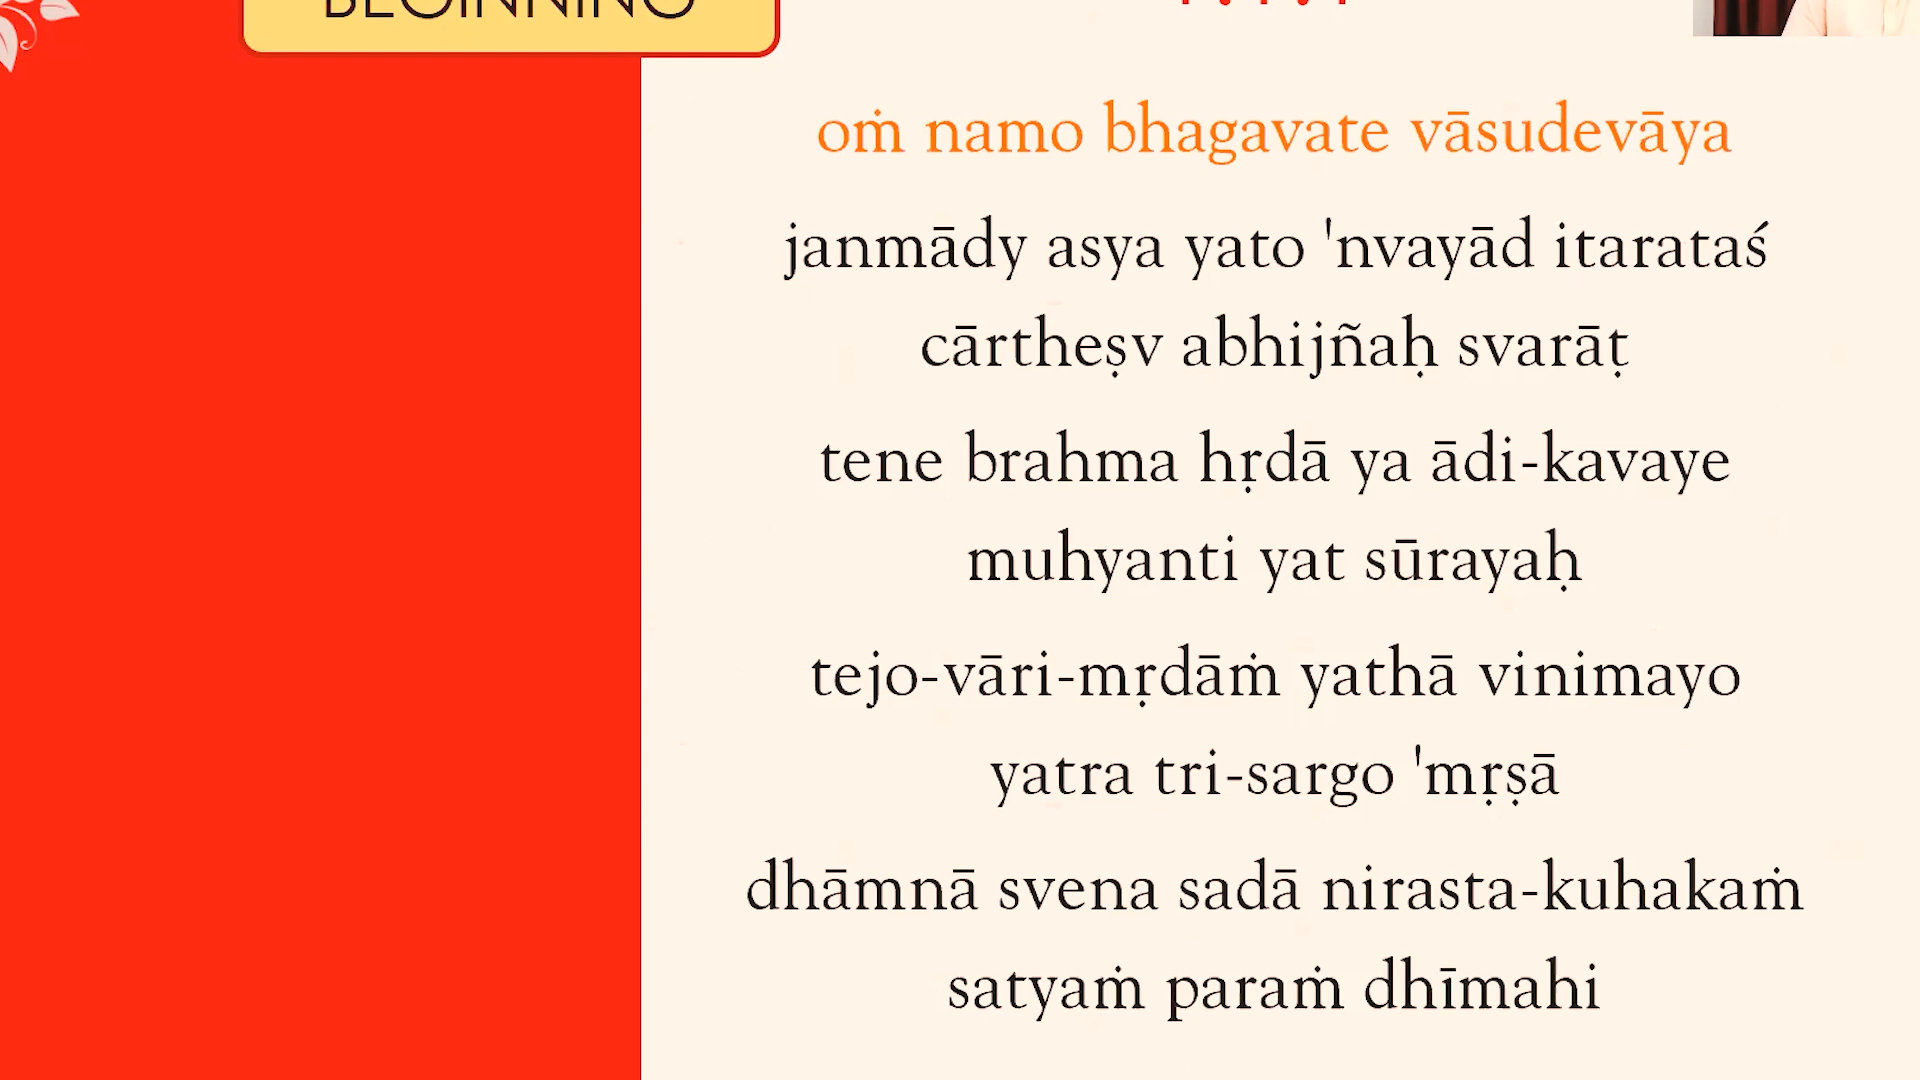 BEGINNING
oṁ namo bhagavate vāsudevāya
janmādy asya yato 'nvayād itarataś
cārtheṣv abhijñaḥ svarāṭ
tene brahma hṛdā ya ādi-kavaye
muhyanti yat sūrayaḥ
tejo-vāri-mṛdāṁ yathā vinimayo
yatra tri-sargo 'mṛṣā
dhāmnā svena sadā nirasta-kuhakaṁ
satyaṁ paraṁ dhīmahi